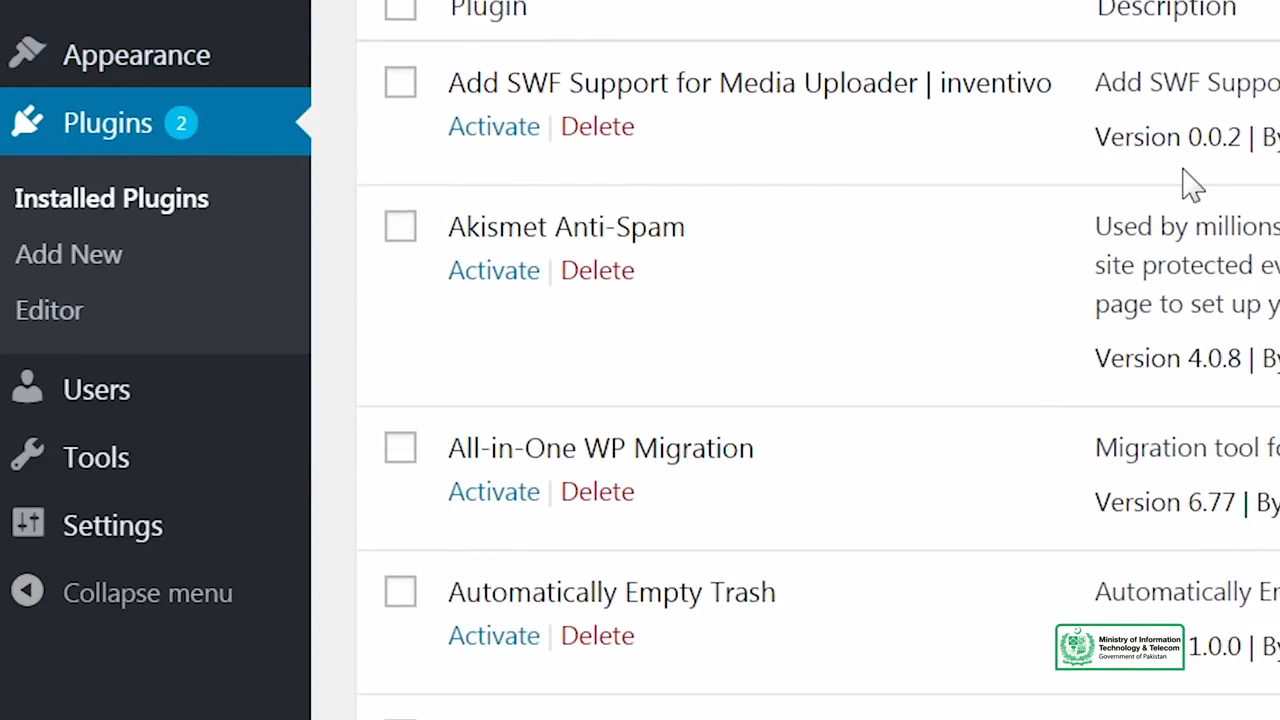 Appearance
Plugins 2
Installed Plugins
Add New
Editor
Users
Tools
Settings
Collapse menu
Plugin Description
Add SWF Support for Media Uploader | inventivo
Activate | Delete
Add SWF Suppo
Version 0.0.2 | By
Akismet Anti-Spam
Activate | Delete
Used by millions
site protected ev
page to set up y
Version 4.0.8 | By
All-in-One WP Migration
Activate | Delete
Migration tool fo
Version 6.77 | By
Automatically Empty Trash
Activate | Delete
Automatically Em
1.0.0 | By
Ministry of Information
Technology & Telecom
Government of Pakistan